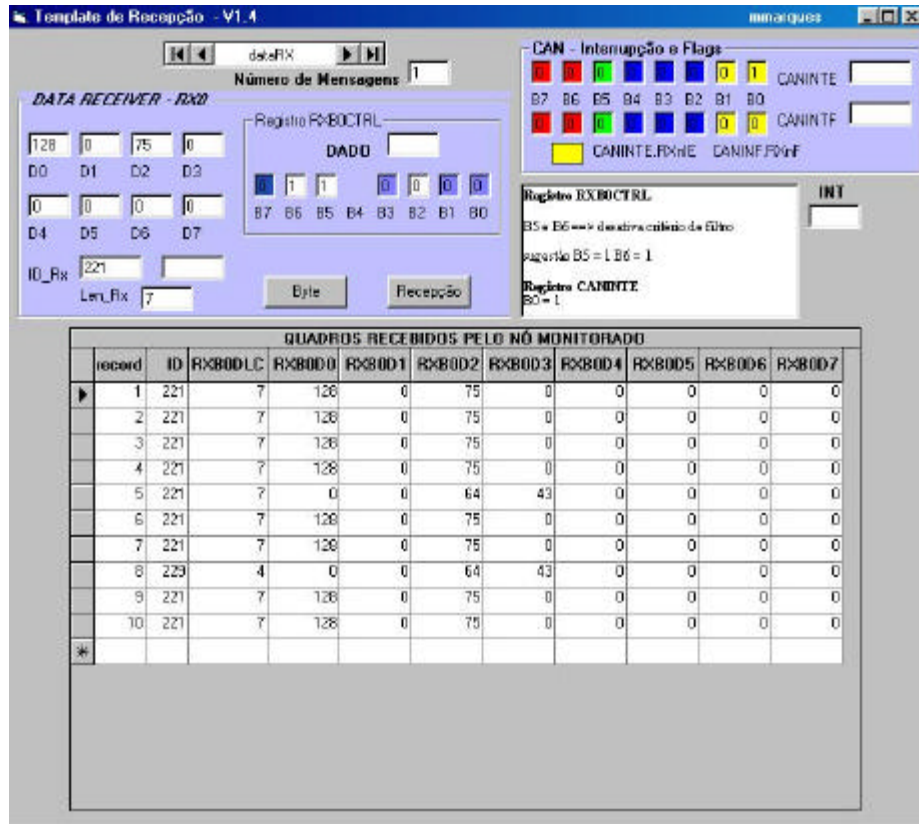 Template de Recepção - V1.4
mmarques
dataRX
Número de Mensagens 1
DATA RECEIVER - RX0
128 0 75 0
D0 D1 D2 D3
0 0 0 0
D4 D5 D6 D7
ID_Rx 221
Len_Rx 7
Registro RXB0CTRL
DADO
0 1 1 0 0 0 0
B7 B6 B5 B4 B3 B2 B1 B0
Byte
Recepção
CAN - Interrupção e Flags
0 0 0 0 0 0 0 1 CANINTE
B7 B6 B5 B4 B3 B2 B1 B0
0 0 0 0 0 0 0 0 CANINTF
CANINTE.RXnIE CANINF.RXnF
Registro RXB0CTRL
B5 e B6==> desativa critério de filtro
sugestão B5 = 1 B6 = 1
Registro CANINTE
B0 = 1
INT
QUADROS RECEBIDOS PELO NÓ MONITORADO
record ID RXB0DLC RXB0D0 RXB0D1 RXB0D2 RXB0D3 RXB0D4 RXB0D5 RXB0D6 RXB0D7
1 221 7 128 0 75 0 0 0 0 0
2 221 7 128 0 75 0 0 0 0 0
3 221 7 128 0 75 0 0 0 0 0
4 221 7 128 0 75 0 0 0 0 0
5 221 7 0 0 64 43 0 0 0 0
6 221 7 128 0 75 0 0 0 0 0
7 221 7 128 0 75 0 0 0 0 0
8 229 4 0 0 64 43 0 0 0 0
9 221 7 128 0 75 0 0 0 0 0
10 221 7 128 0 75 0 0 0 0 0